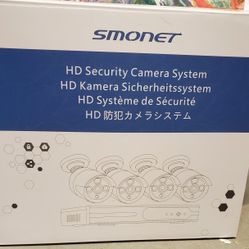 SMONET
HD Security Camera System
HD Kamera Sicherheitssystem
HD Système de Sécurité
HD 防犯カメラシステム